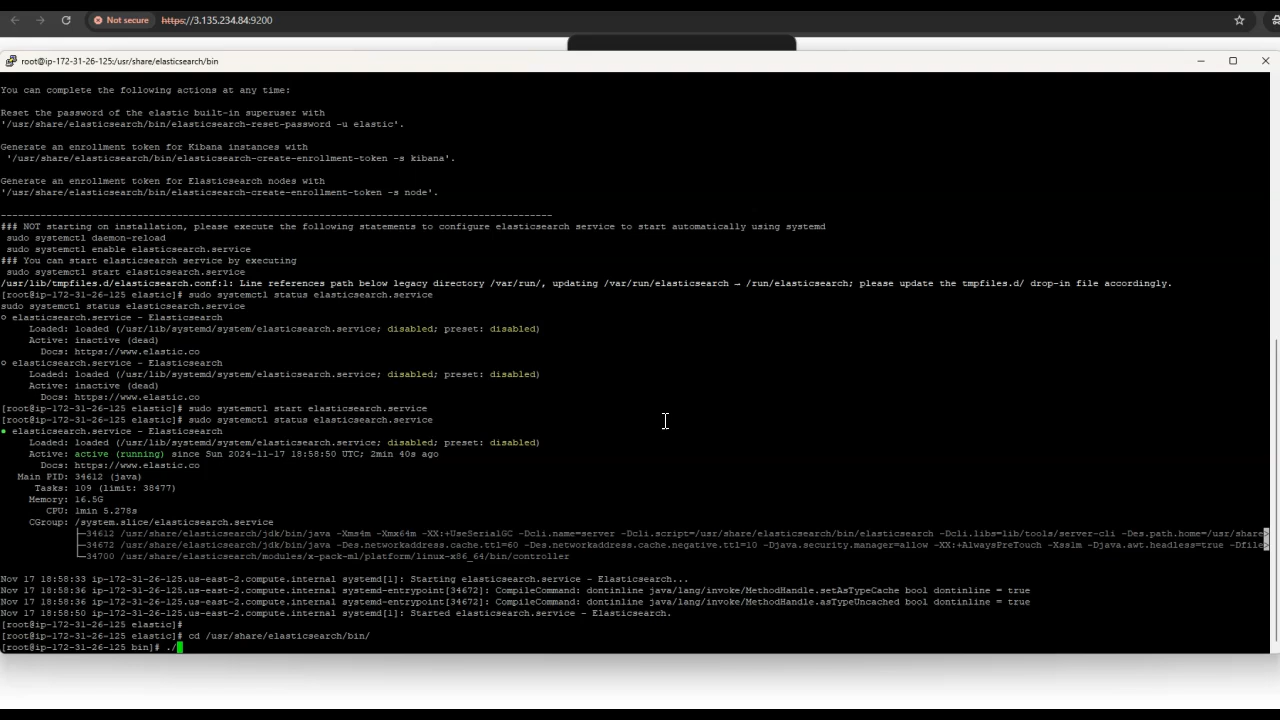 Not secure https://3.135.234.84:9200
root@ip-172-31-26-125:/usr/share/elasticsearch/bin
You can complete the following actions at any time:
Reset the password of the elastic built-in superuser with
'/usr/share/elasticsearch/bin/elasticsearch-reset-password -u elastic'.
Generate an enrollment token for Kibana instances with
'/usr/share/elasticsearch/bin/elasticsearch-create-enrollment-token -s kibana'.
Generate an enrollment token for Elasticsearch nodes with
'/usr/share/elasticsearch/bin/elasticsearch-create-enrollment-token -s node'.
-------------------------------------------------------------------------------------------------
### NOT starting on installation, please execute the following statements to configure elasticsearch service to start automatically using systemd
sudo systemctl daemon-reload
sudo systemctl enable elasticsearch.service
### You can start elasticsearch service by executing
sudo systemctl start elasticsearch.service
/usr/lib/tmpfiles.d/elasticsearch.conf:1: Line references path below legacy directory /var/run/, updating /var/run/elasticsearch → /run/elasticsearch; please update the tmpfiles.d/ drop-in file accordingly.
[root@ip-172-31-26-125 elastic]# sudo systemctl status elasticsearch.service
sudo systemctl status elasticsearch.service
○ elasticsearch.service - Elasticsearch
Loaded: loaded (/usr/lib/systemd/system/elasticsearch.service; disabled; preset: disabled)
Active: inactive (dead)
Docs: https://www.elastic.co
○ elasticsearch.service - Elasticsearch
Loaded: loaded (/usr/lib/systemd/system/elasticsearch.service; disabled; preset: disabled)
Active: inactive (dead)
Docs: https://www.elastic.co
[root@ip-172-31-26-125 elastic]# sudo systemctl start elasticsearch.service
[root@ip-172-31-26-125 elastic]# sudo systemctl status elasticsearch.service
● elasticsearch.service - Elasticsearch
Loaded: loaded (/usr/lib/systemd/system/elasticsearch.service; disabled; preset: disabled)
Active: active (running) since Sun 2024-11-17 18:58:50 UTC; 2min 40s ago
Docs: https://www.elastic.co
Main PID: 34612 (java)
Tasks: 109 (limit: 38477)
Memory: 16.5G
CPU: 1min 5.278s
CGroup: /system.slice/elasticsearch.service
├─34612 /usr/share/elasticsearch/jdk/bin/java -Xms4m -Xmx64m -XX:+UseSerialGC -Dcli.name=server -Dcli.script=/usr/share/elasticsearch/bin/elasticsearch -Dcli.libs=lib/tools/server-cli -Des.path.home=/usr/share>
├─34672 /usr/share/elasticsearch/jdk/bin/java -Des.networkaddress.cache.ttl=60 -Des.networkaddress.cache.negative.ttl=10 -Djava.security.manager=allow -XX:+AlwaysPreTouch -Xss1m -Djava.awt.headless=true -Dfile>
└─34700 /usr/share/elasticsearch/modules/x-pack-ml/platform/linux-x86_64/bin/controller
Nov 17 18:58:33 ip-172-31-26-125.us-east-2.compute.internal systemd[1]: Starting elasticsearch.service - Elasticsearch...
Nov 17 18:58:36 ip-172-31-26-125.us-east-2.compute.internal systemd-entrypoint[34672]: CompileCommand: dontinline java/lang/invoke/MethodHandle.setAsTypeCache bool dontinline = true
Nov 17 18:58:36 ip-172-31-26-125.us-east-2.compute.internal systemd-entrypoint[34672]: CompileCommand: dontinline java/lang/invoke/MethodHandle.asTypeUncached bool dontinline = true
Nov 17 18:58:50 ip-172-31-26-125.us-east-2.compute.internal systemd[1]: Started elasticsearch.service - Elasticsearch.
[root@ip-172-31-26-125 elastic]#
[root@ip-172-31-26-125 elastic]# cd /usr/share/elasticsearch/bin/
[root@ip-172-31-26-125 bin]# ./